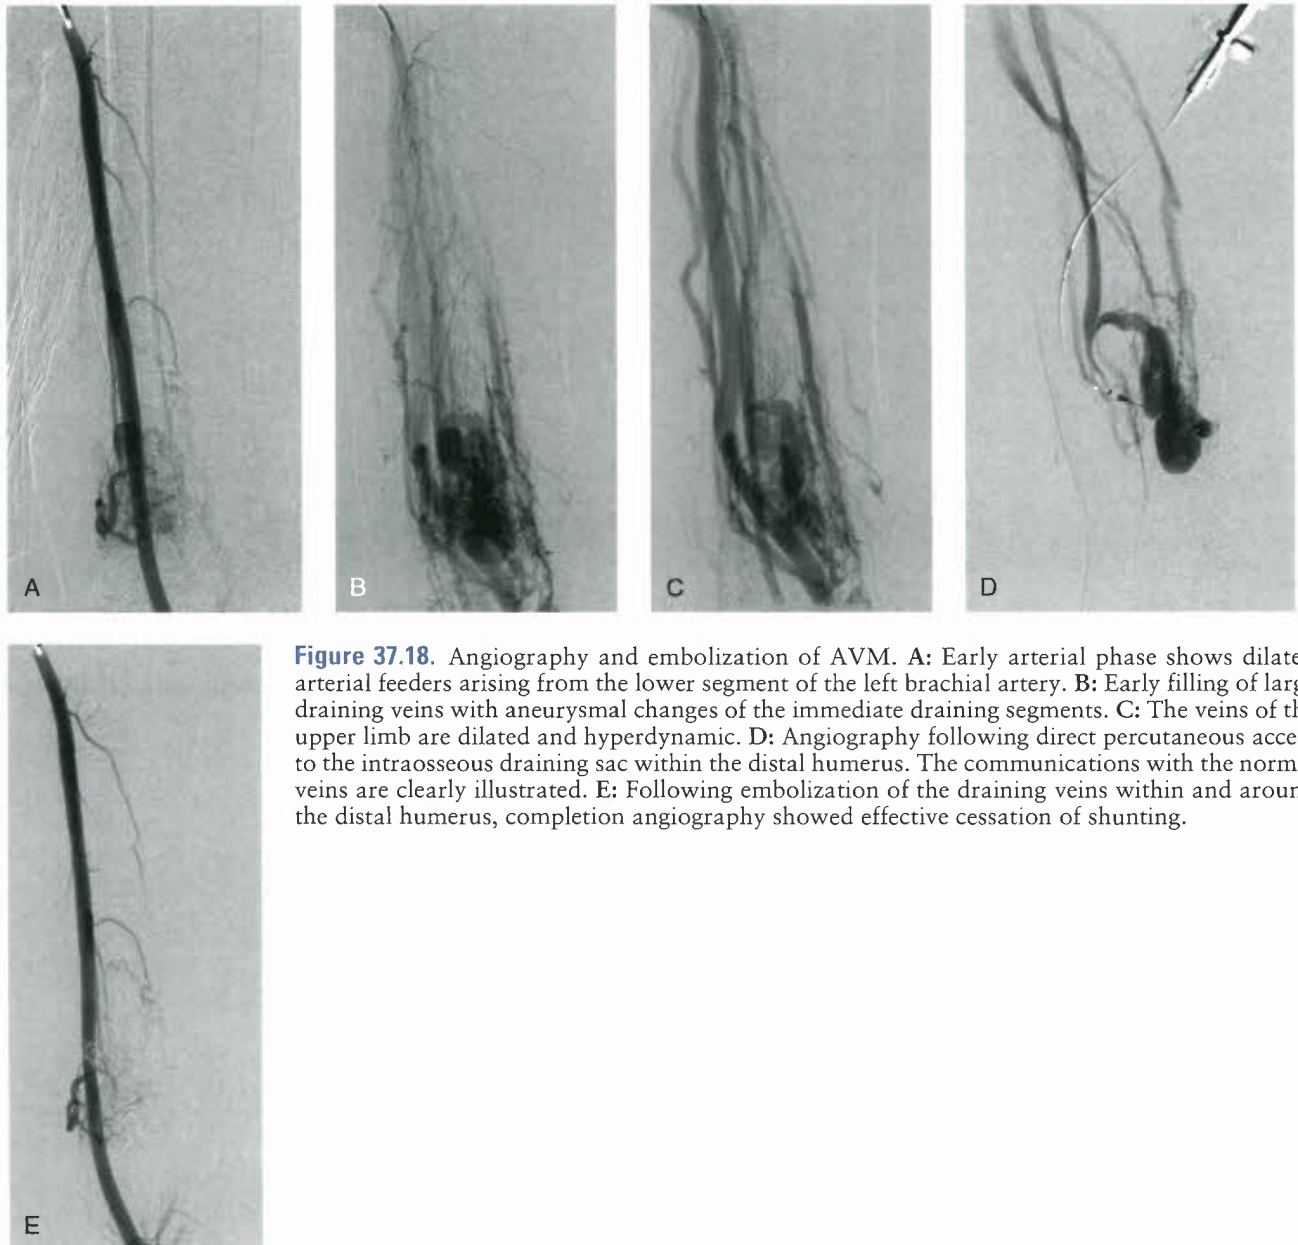 A
B
C
D
Figure 37.18. Angiography and embolization of AVM. A: Early arterial phase shows dilate
arterial feeders arising from the lower segment of the left brachial artery. B: Early filling of larg
draining veins with aneurysmal changes of the immediate draining segments. C: The veins of th
upper limb are dilated and hyperdynamic. D: Angiography following direct percutaneous acce
to the intraosseous draining sac within the distal humerus. The communications with the norm
veins are clearly illustrated. E: Following embolization of the draining veins within and aroun
the distal humerus, completion angiography showed effective cessation of shunting.
E